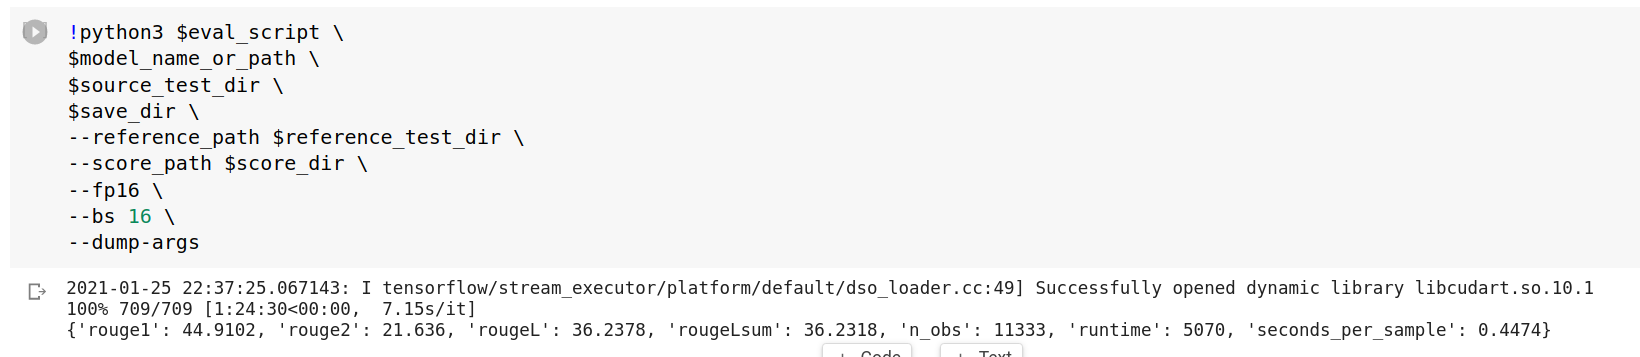 !python3 $eval_script \
$model_name_or_path \
$source_test_dir \
$save_dir \
--reference_path $reference_test_dir \
--score_path $score_dir \
--fp16 \
--bs 16 \
--dump-args
2021-01-25 22:37:25.067143: I tensorflow/stream_executor/platform/default/dso_loader.cc:49] Successfully opened dynamic library libcudart.so.10.1
100% 709/709 [1:24:30<00:00,  7.15s/it]
{'rouge1': 44.9102, 'rouge2': 21.636, 'rougeL': 36.2378, 'rougeLsum': 36.2318, 'n_obs': 11333, 'runtime': 5070, 'seconds_per_sample': 0.4474}
+ Code + Text